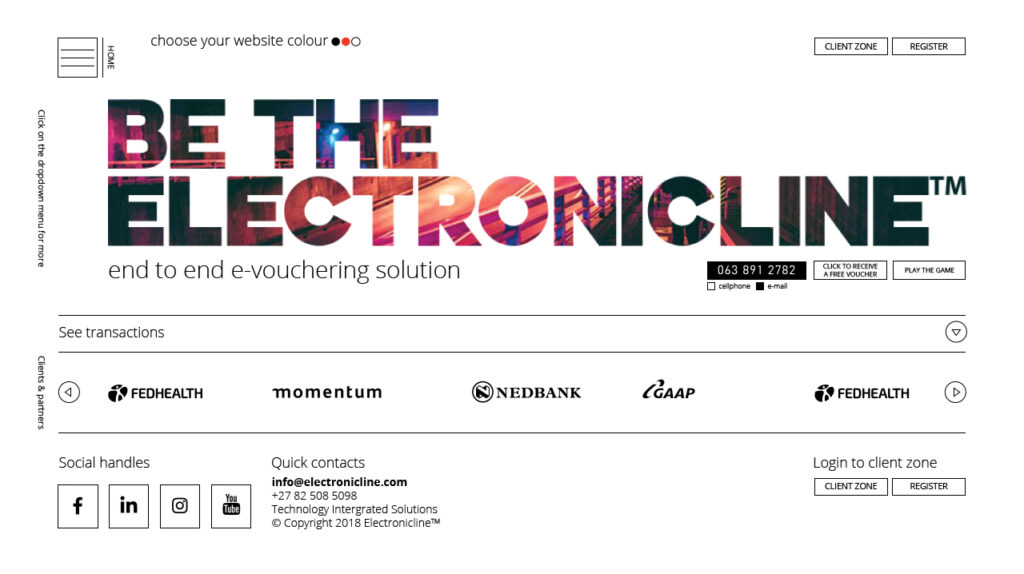 choose your website colour
HOME
CLIENT ZONE
REGISTER
Click on the dropdown menu for more
BE THE
ELECTRONICLINE™
end to end e-vouchering solution
063 891 2782
CLICK TO RECEIVE
A FREE VOUCHER
PLAY THE GAME
cellphone
e-mail
See transactions
Clients & partners
FEDHEALTH
momentum
NEDBANK
GAAP
FEDHEALTH
Social handles
f
in
You
Tube
Quick contacts
info@electronicline.com
+27 82 508 5098
Technology Intergrated Solutions
© Copyright 2018 Electronicline™
Login to client zone
CLIENT ZONE
REGISTER